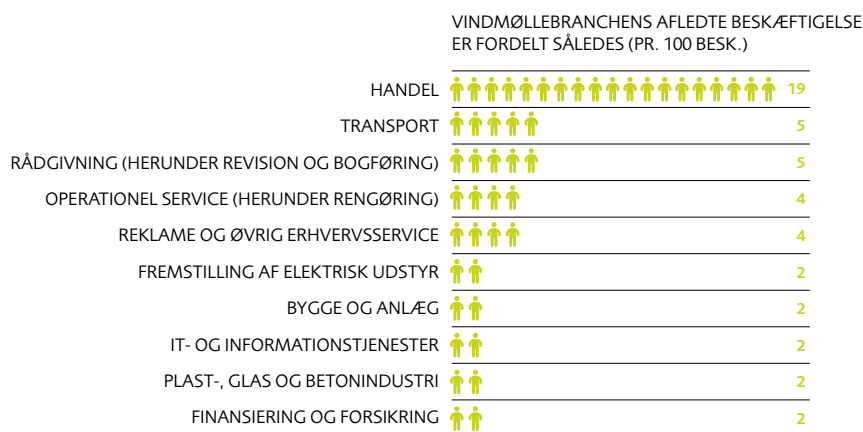 VINDMØLLEBRANCHENS AFLEDTE BESKÆFTIGELSE
ER FORDELT SÅLEDES (PR. 100 BESK.)
HANDEL 19
TRANSPORT 5
RÅDGIVNING (HERUNDER REVISION OG BOGFØRING) 5
OPERATIONEL SERVICE (HERUNDER RENGØRING) 4
REKLAME OG ØVRIG ERHVERVSSERVICE 4
FREMSTILLING AF ELEKTRISK UDSTYR 2
BYGGE OG ANLÆG 2
IT- OG INFORMATIONSTJENESTER 2
PLAST-, GLAS OG BETONINDUSTRI 2
FINANSIERING OG FORSIKRING 2